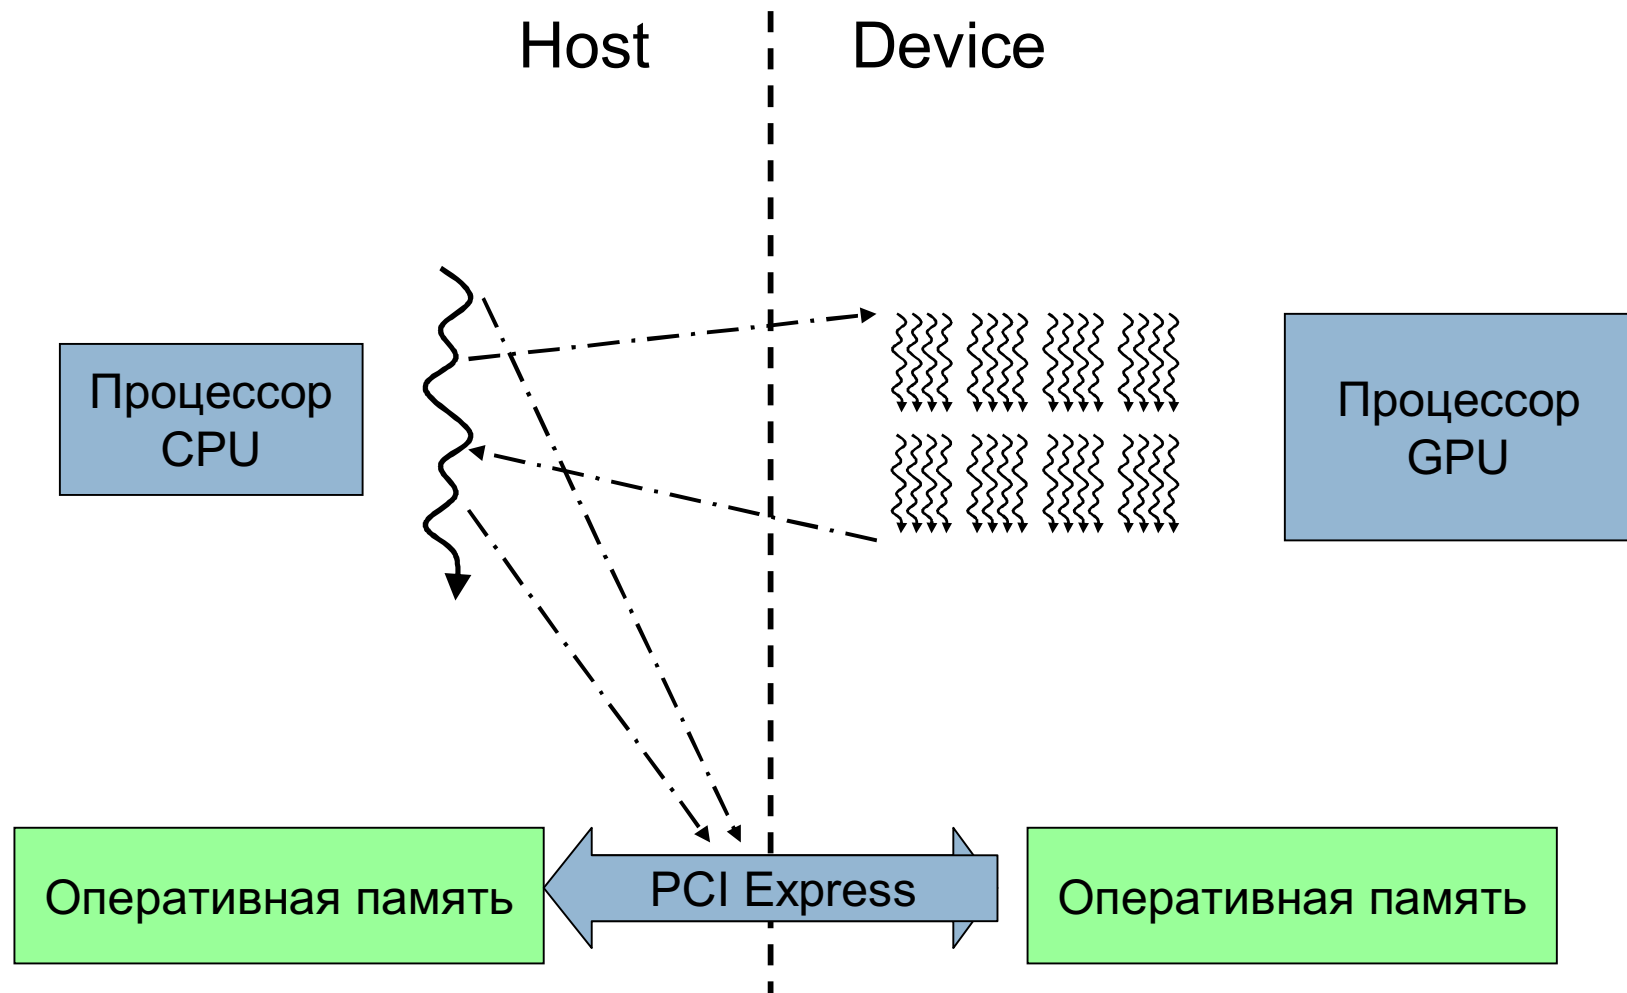 Host
Device
Процессор
CPU
Процессор
GPU
Оперативная память
PCI Express
Оперативная память